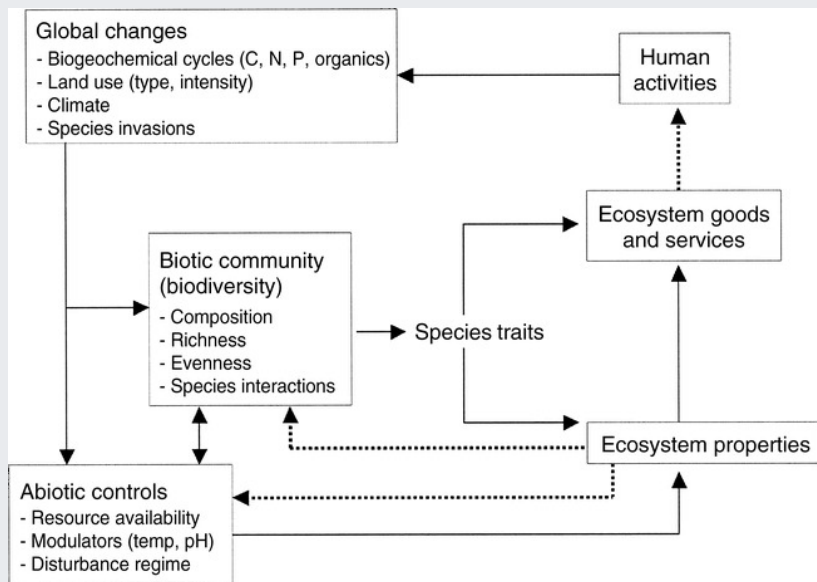 Global changes
- Biogeochemical cycles (C, N, P, organics)
- Land use (type, intensity)
- Climate
- Species invasions
Human
activities
Ecosystem goods
and services
Biotic community
(biodiversity)
- Composition
- Richness
- Evenness
- Species interactions
Species traits
Ecosystem properties
Abiotic controls
- Resource availability
- Modulators (temp, pH)
- Disturbance regime